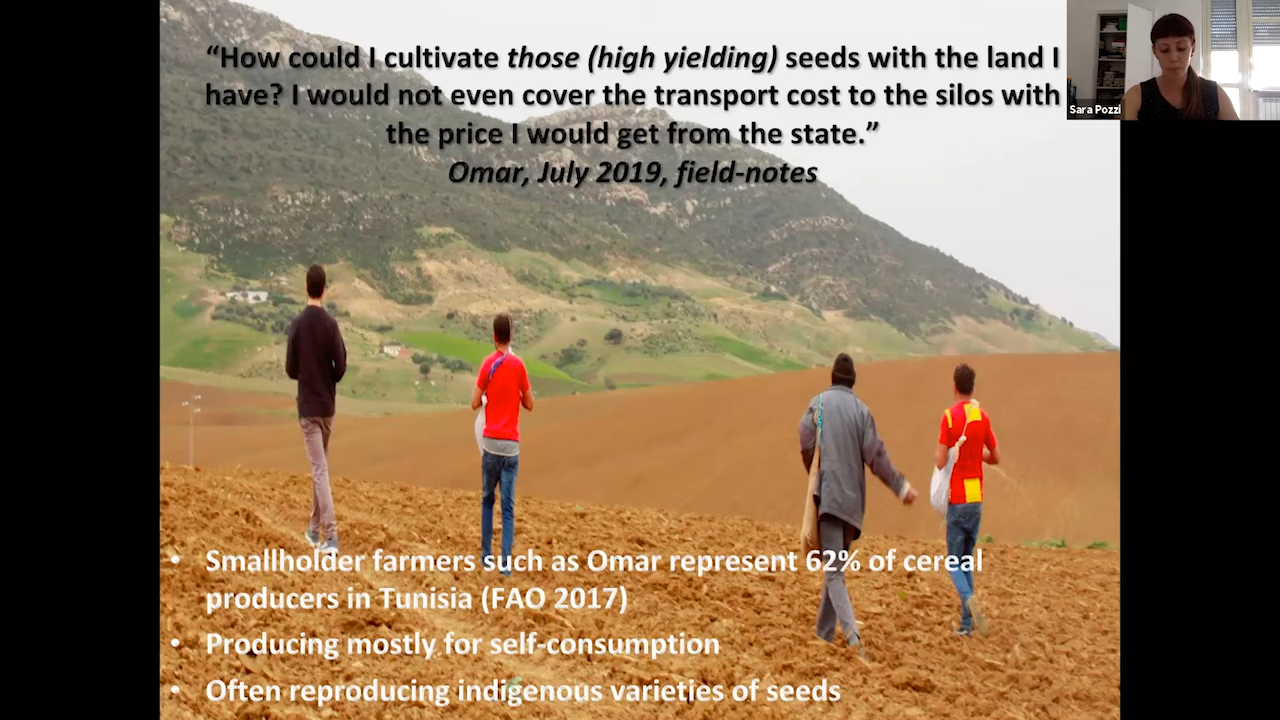 “How could I cultivate those (high yielding) seeds with the land I
have? I would not even cover the transport cost to the silos with
the price I would get from the state.”
Omar, July 2019, field-notes
Sara Pozzi
• Smallholder farmers such as Omar represent 62% of cereal
producers in Tunisia (FAO 2017)
• Producing mostly for self-consumption
• Often reproducing indigenous varieties of seeds